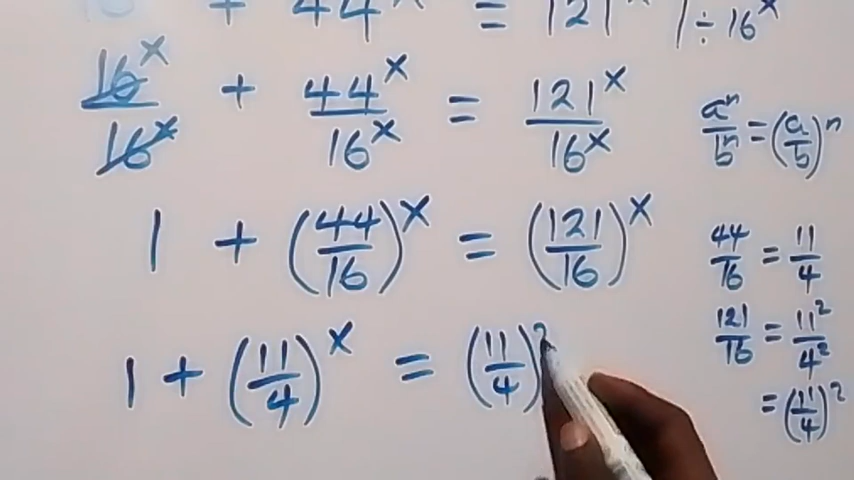 16^x + 44^x = 121^x | ÷ 16^x
16^x/16^x + 44^x/16^x = 121^x/16^x
a^n/b^n = (a/b)^n
1 + (44/16)^x = (121/16)^x
44/16 = 11/4
121/16 = 11^2/4^2
= (11/4)^2
1 + (11/4)^x = (11/4)^2